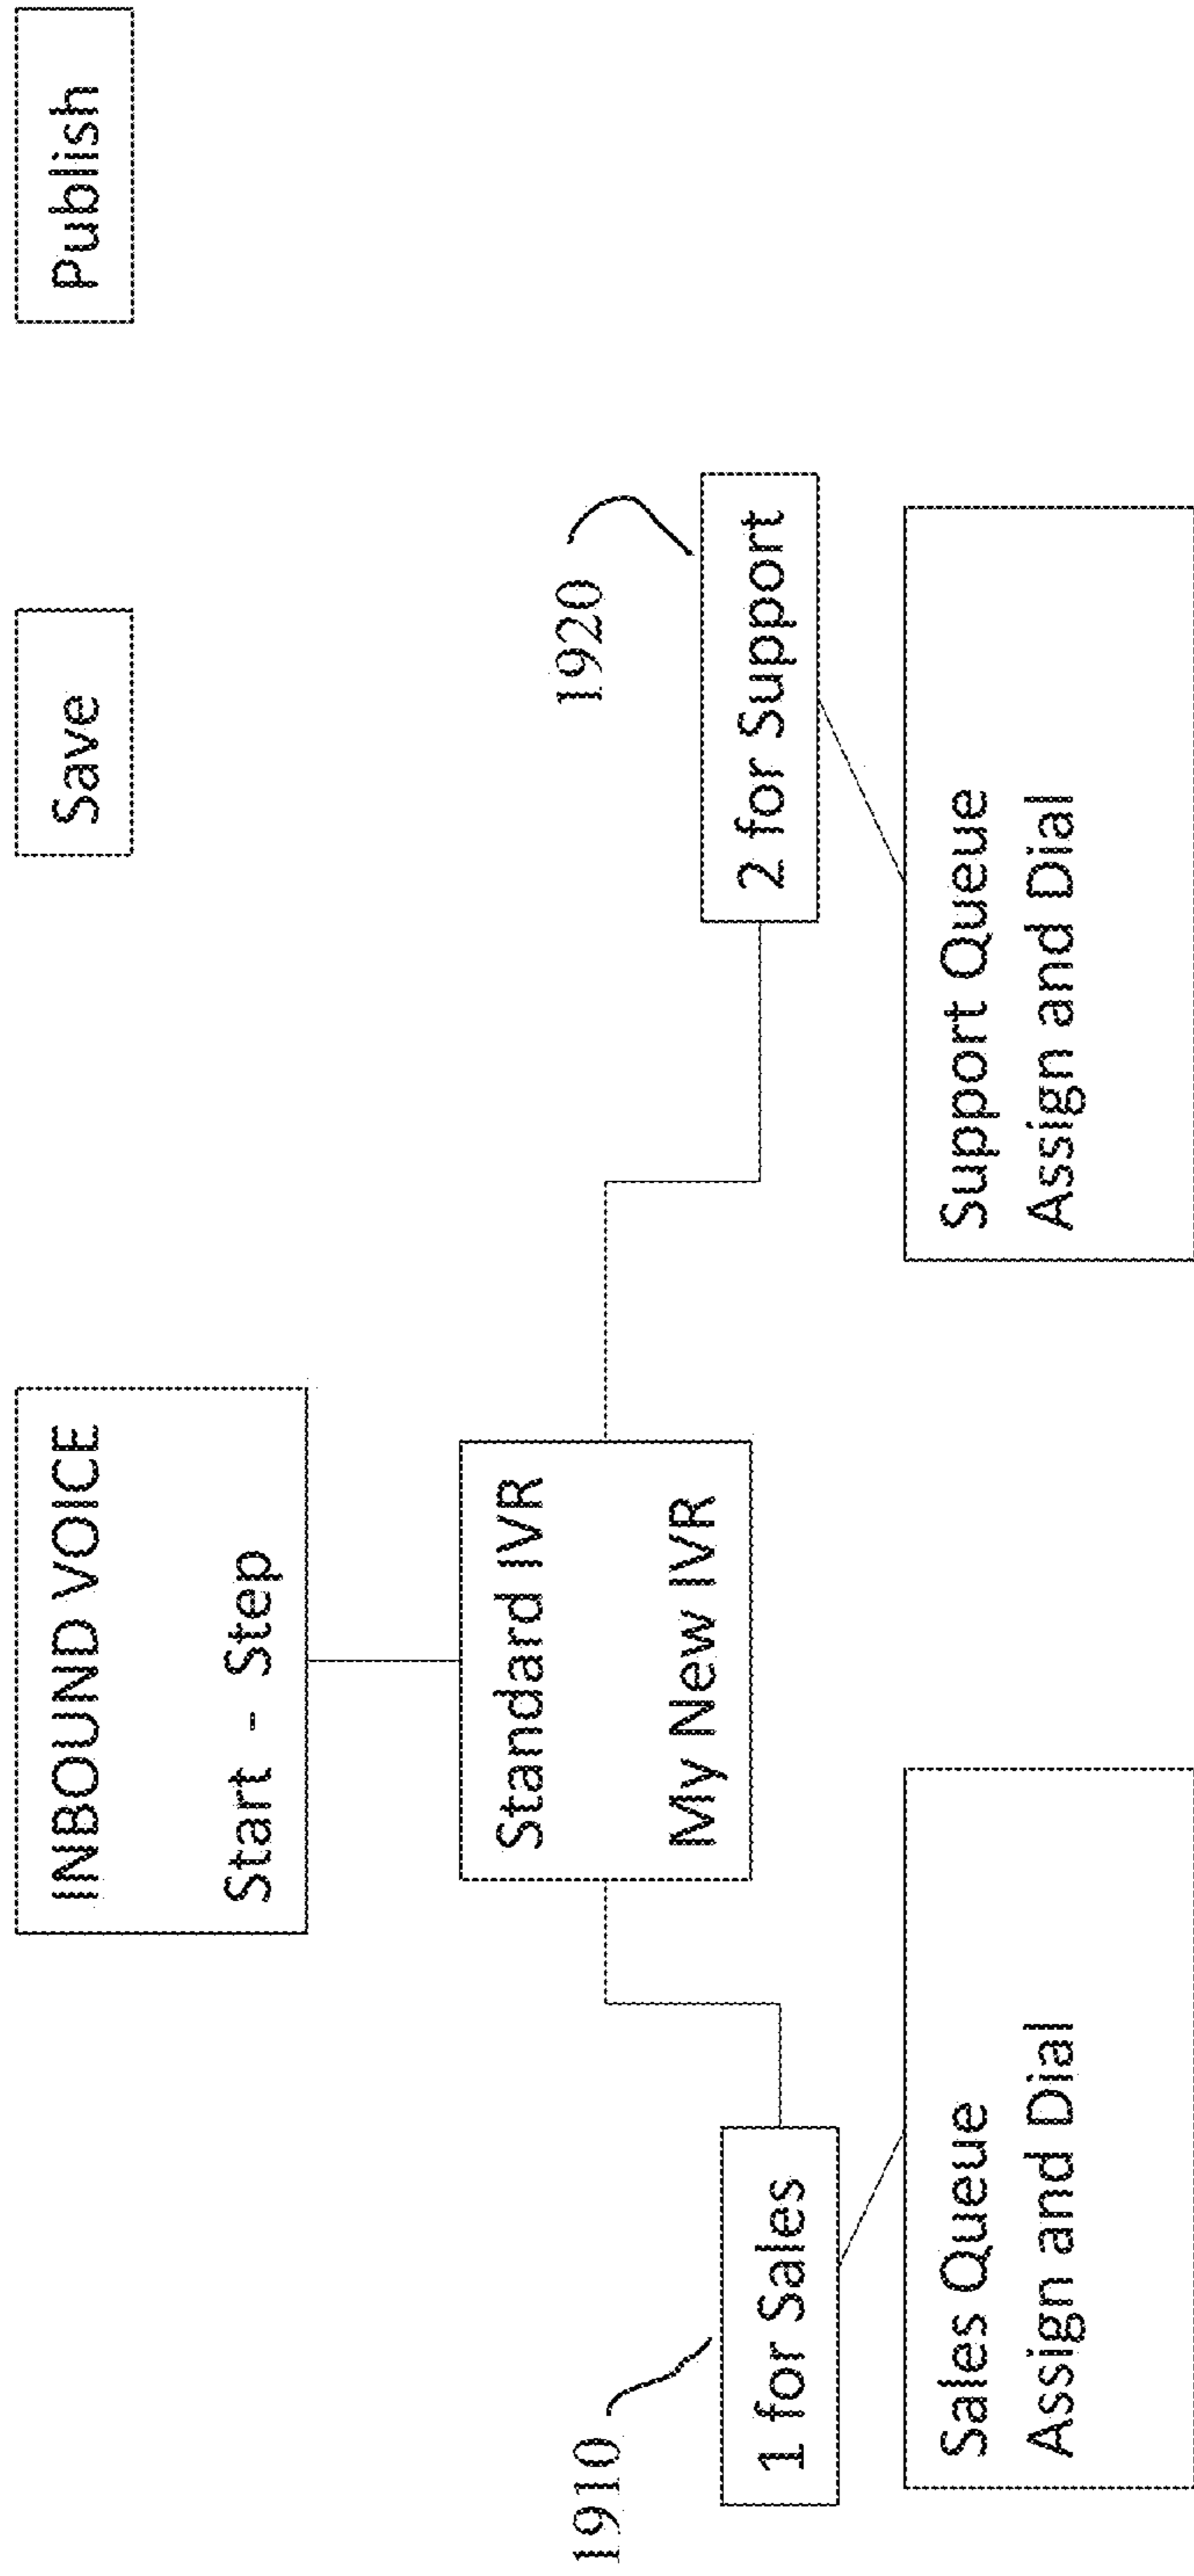 INBOUND VOICE
Start - Step
Save
Publish
Standard IVR
My New IVR
1910
1 for Sales
1920
2 for Support
Sales Queue
Assign and Dial
Support Queue
Assign and Dial